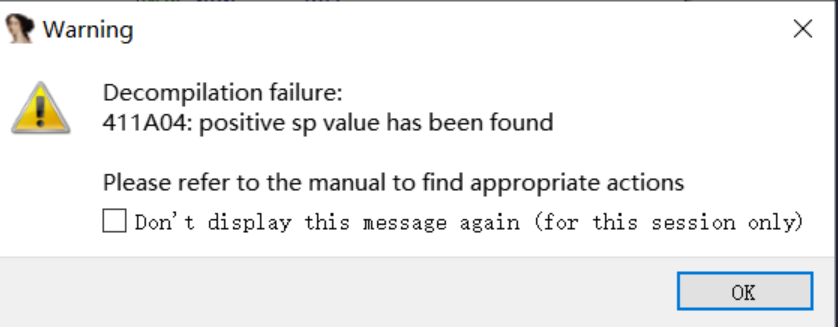 Warning
Decompilation failure:
411A04: positive sp value has been found
Please refer to the manual to find appropriate actions
Don't display this message again (for this session only)
OK